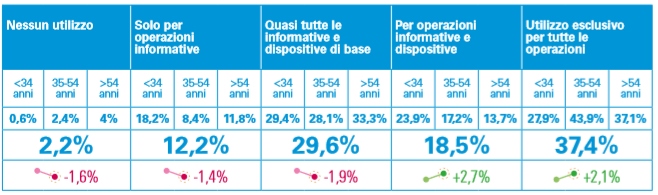 Nessun utilizzo
Solo per
operazioni
informative
Quasi tutte le
informative e
dispositive di base
Per operazioni
informative e
dispositive
Utilizzo esclusivo
per tutte le
operazioni
<34 35-54 >54 <34 35-54 >54 <34 35-54 >54 <34 35-54 >54 <34 35-54 >54
anni anni anni anni anni anni anni anni anni anni anni anni anni anni anni
0,6% 2,4% 4% 18,2% 8,4% 11,8% 29,4% 28,1% 33,3% 23,9% 17,2% 13,7% 27,9% 43,9% 37,1%
2,2% 12,2% 29,6% 18,5% 37,4%
-1,6% -1,4% -1,9% +2,7% +2,1%